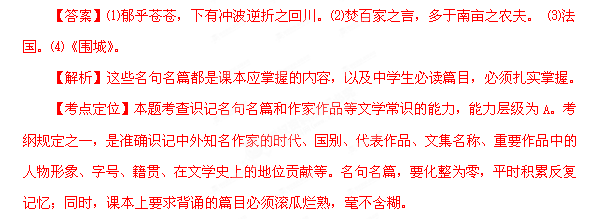 【答案】⑴郁乎苍苍，下有冲波逆折之回川。⑵焚百家之言，多于南亩之农夫。 ⑶法
国。⑷《围城》。
【解析】这些名句名篇都是课本应掌握的内容，以及中学生必读篇目，必须扎实掌握。
【考点定位】本题考查识记名句名篇和作家作品等文学常识的能力，能力层级为 A。考
纲规定之一，是准确识记中外知名作家的时代、国别、代表作品、文集名称、重要作品中的
人物形象、字号、籍贯、在文学史上的地位贡献等。名句名篇，要化整为零，平时积累反复
记忆；同时，课本上要求背诵的篇目必须滚瓜烂熟，毫不含糊。